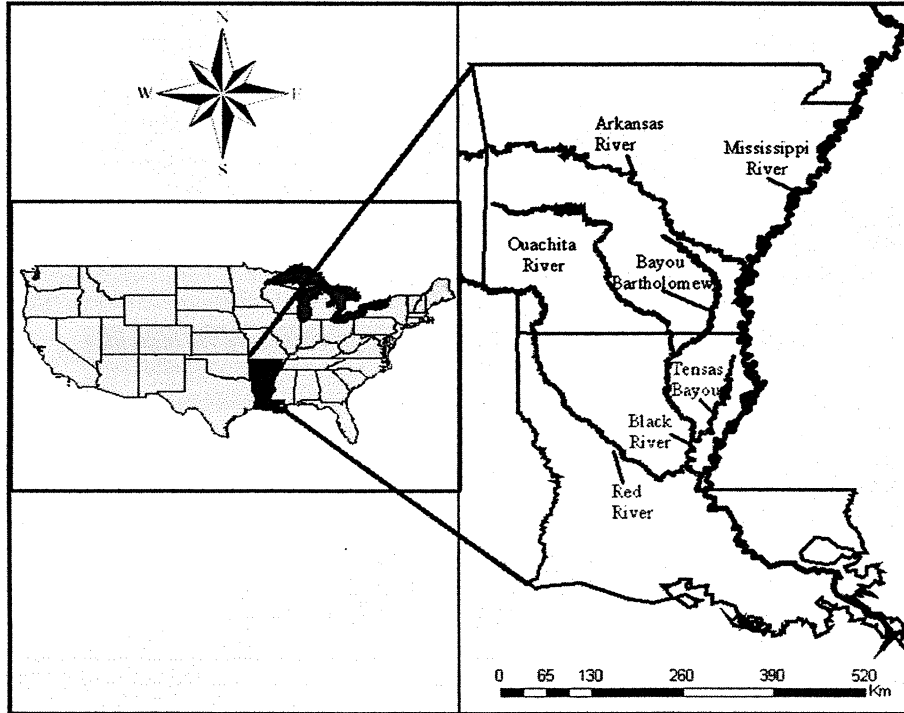 N
W
E
S
Arkansas
River
Mississippi
River
Ouachita
River
Bayou
Bartholomew
Tensas
Bayou
Black
River
Red
River
0 65 130 260 390 520
Km